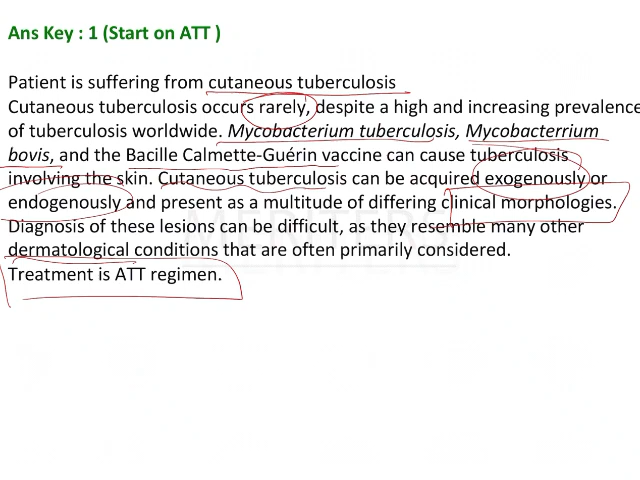 Ans Key : 1 (Start on ATT )
Patient is suffering from cutaneous tuberculosis
Cutaneous tuberculosis occurs rarely, despite a high and increasing prevalence
of tuberculosis worldwide. Mycobacterium tuberculosis, Mycobacterrium
bovis, and the Bacille Calmette-Guérin vaccine can cause tuberculosis
involving the skin. Cutaneous tuberculosis can be acquired exogenously or
endogenously and present as a multitude of differing clinical morphologies.
Diagnosis of these lesions can be difficult, as they resemble many other
dermatological conditions that are often primarily considered.
Treatment is ATT regimen.